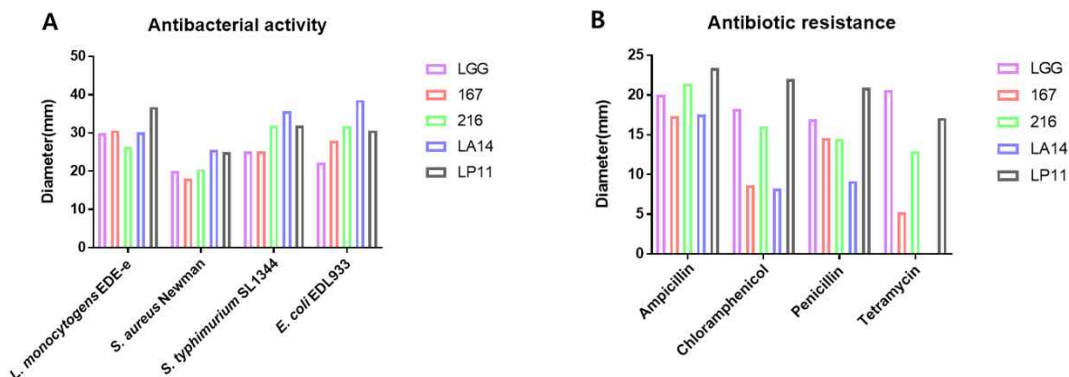 A
Antibacterial activity
Diameter(mm)
50
40
30
20
10
0
L. monocytogens EDE-e
S. aureus Newman
S. typhimurium SL1344
E. coli EDL933
LGG
167
216
LA14
LP11
B
Antibiotic resistance
Diameter(mm)
25
20
15
10
5
0
Ampicillin
Chloramphenicol
Penicillin
Tetramycin
LGG
167
216
LA14
LP11